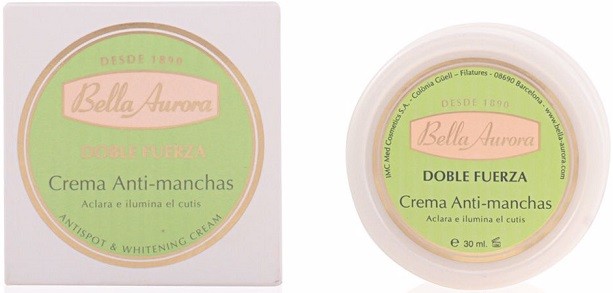 DESDE 1890
Bella Aurora
DOBLE FUERZA
Crema Anti-manchas
Aclara e ilumina el cutis
ANTISPOT & WHITENING CREAM
JMC Med Cosmetics S.A. - Colònia Güell – Filatures - 08690 Barcelona - www.bella-aurora.com
DESDE 1890
Bella Aurora
DOBLE FUERZA
Crema Anti-manchas
Aclara e ilumina el cutis
e 30 ml.